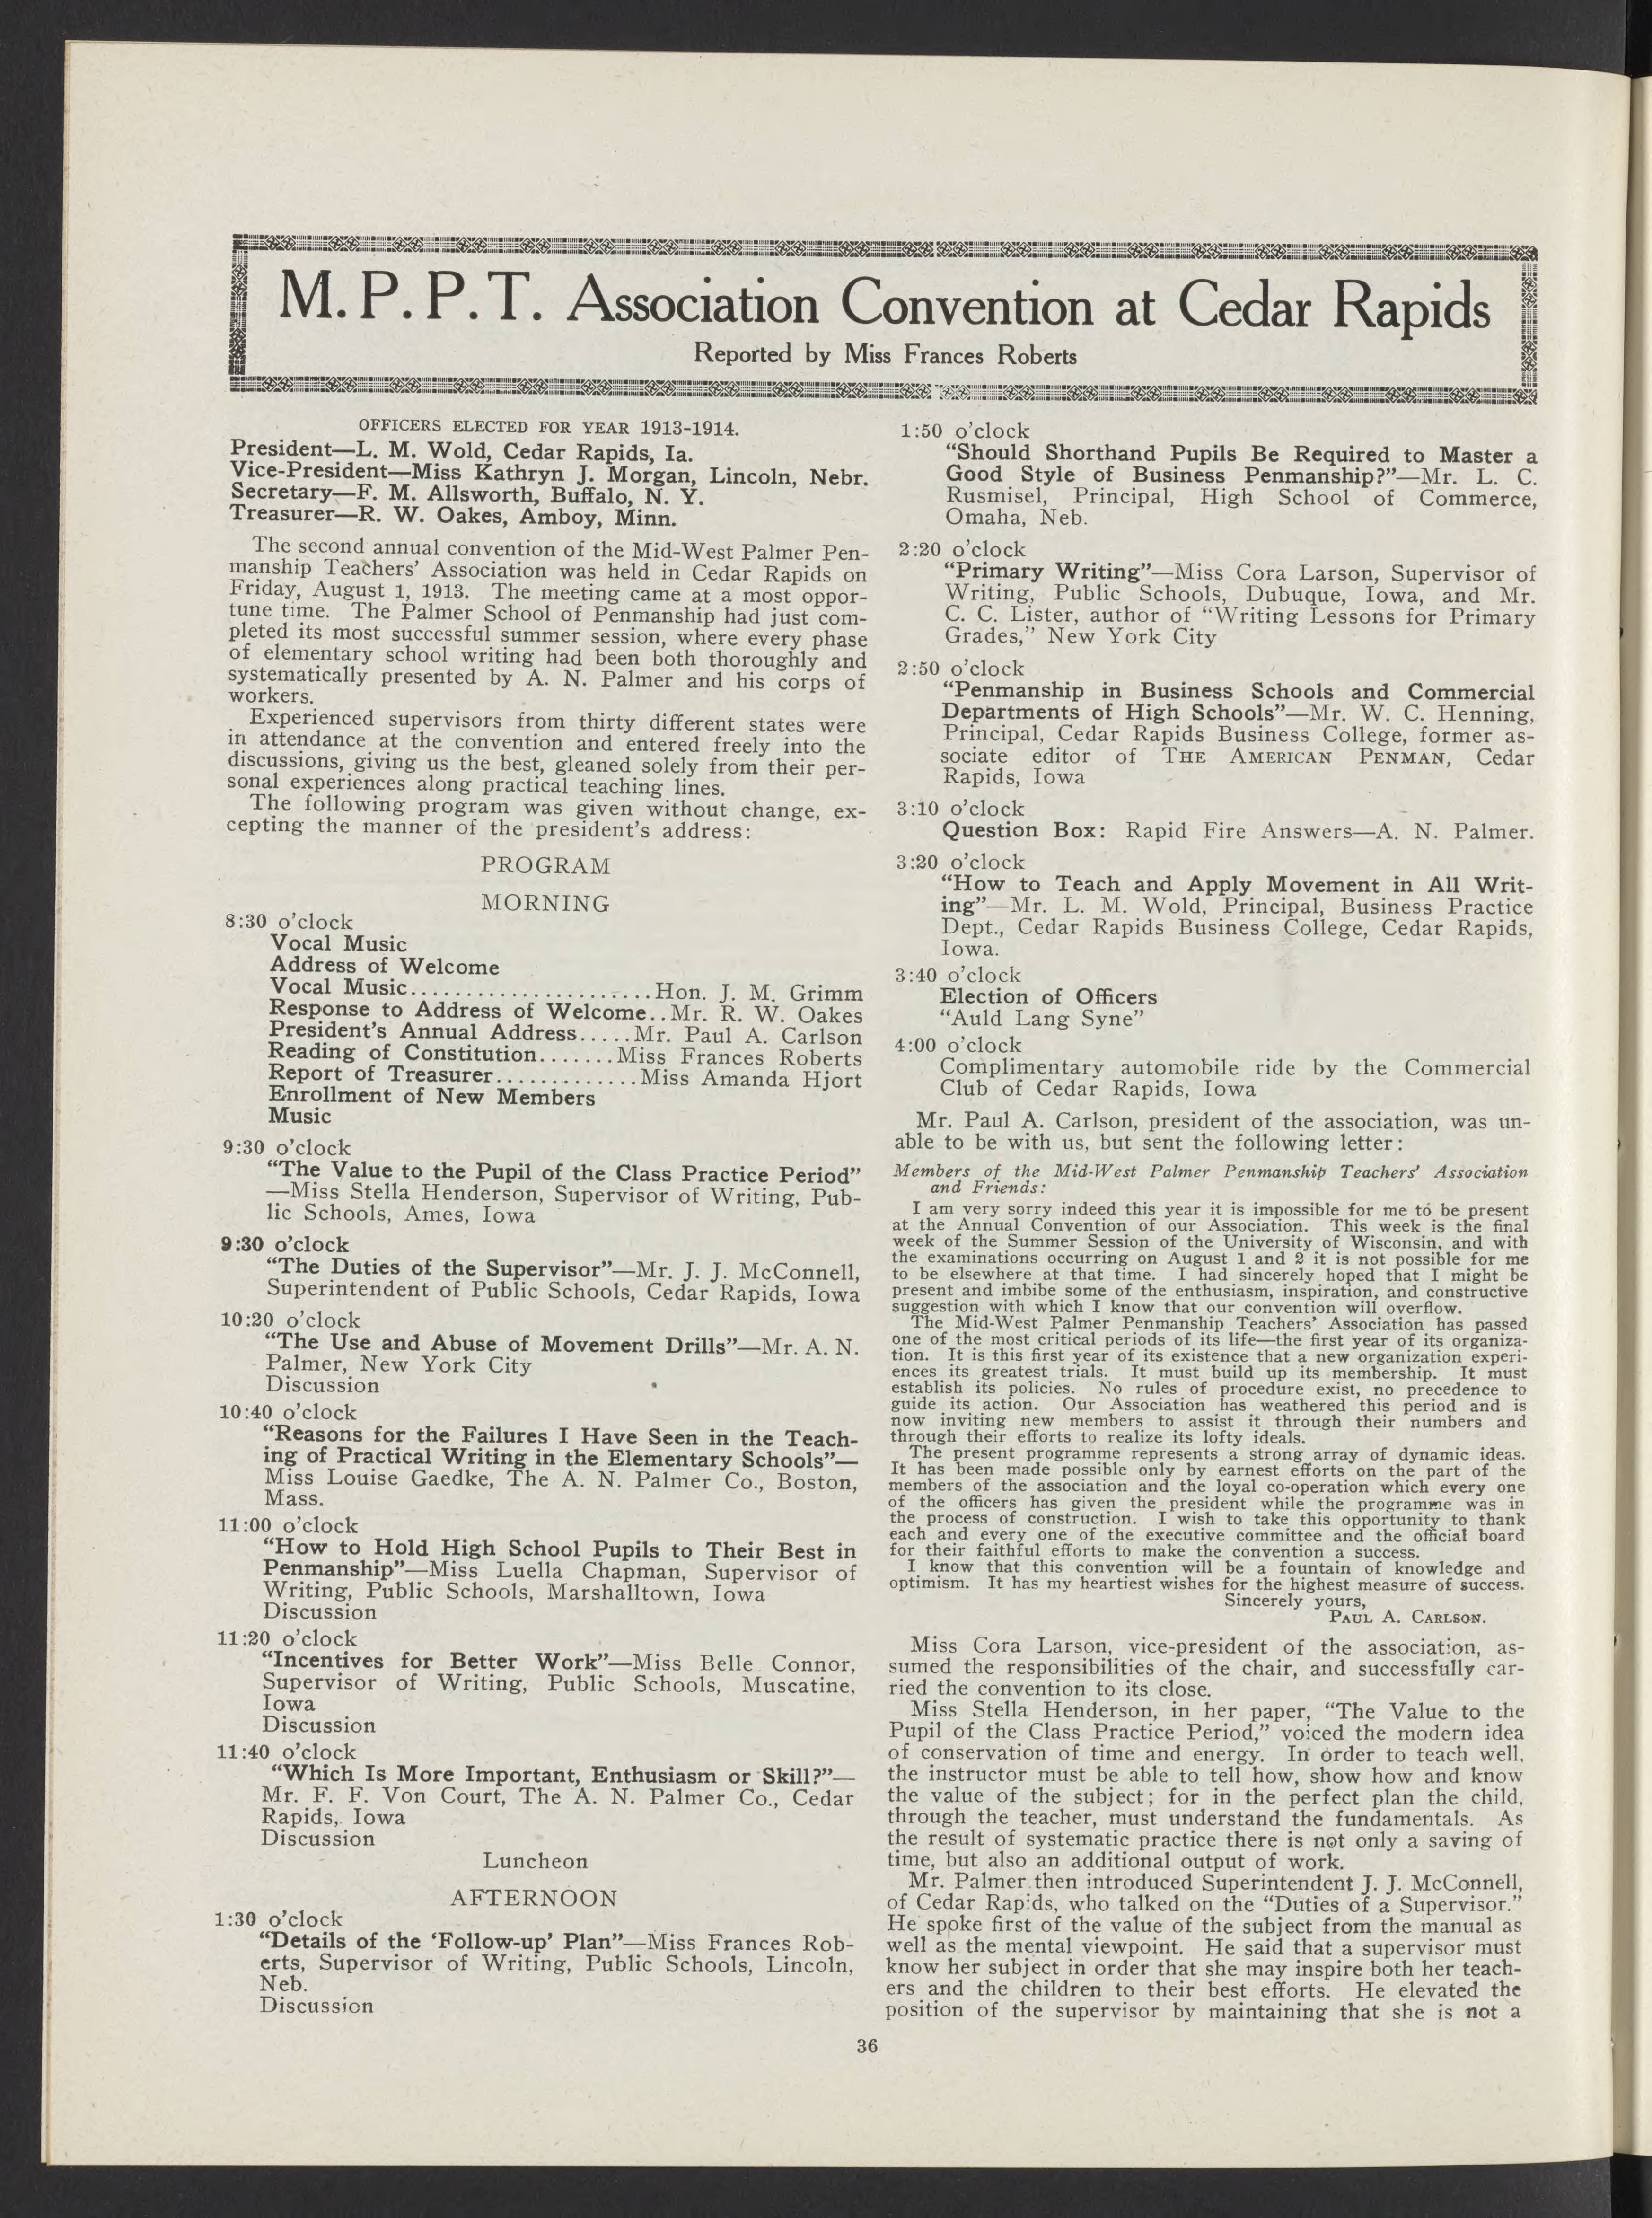 M. P. P. T. Association Convention at Cedar Rapids
Reported by Miss Frances Roberts
OFFICERS ELECTED FOR YEAR 1913-1914.
President—L. M. Wold, Cedar Rapids, Ia.
Vice-President—Miss Kathryn J. Morgan, Lincoln, Nebr.
Secretary—F. M. Allsworth, Buffalo, N. Y.
Treasurer—R. W. Oakes, Amboy, Minn.
The second annual convention of the Mid-West Palmer Pen-
manship Teachers' Association was held in Cedar Rapids on
Friday, August 1, 1913. The meeting came at a most oppor-
tune time. The Palmer School of Penmanship had just com-
pleted its most successful summer session, where every phase
of elementary school writing had been both thoroughly and
systematically presented by A. N. Palmer and his corps of
workers.
Experienced supervisors from thirty different states were
in attendance at the convention and entered freely into the
discussions, giving us the best, gleaned solely from their per-
sonal experiences along practical teaching lines.
The following program was given without change, ex-
cepting the manner of the president's address:
PROGRAM
MORNING
8:30 o'clock
Vocal Music
Address of Welcome
Vocal Music......................Hon. J. M. Grimm
Response to Address of Welcome..Mr. R. W. Oakes
President's Annual Address.....Mr. Paul A. Carlson
Reading of Constitution.......Miss Frances Roberts
Report of Treasurer.............Miss Amanda Hjort
Enrollment of New Members
Music
9:30 o'clock
"The Value to the Pupil of the Class Practice Period"
—Miss Stella Henderson, Supervisor of Writing, Pub-
lic Schools, Ames, Iowa
9:30 o'clock
"The Duties of the Supervisor"—Mr. J. J. McConnell,
Superintendent of Public Schools, Cedar Rapids, Iowa
10:20 o'clock
"The Use and Abuse of Movement Drills"—Mr. A. N.
Palmer, New York City
Discussion
10:40 o'clock
"Reasons for the Failures I Have Seen in the Teach-
ing of Practical Writing in the Elementary Schools"—
Miss Louise Gaedke, The A. N. Palmer Co., Boston,
Mass.
11:00 o'clock
"How to Hold High School Pupils to Their Best in
Penmanship"—Miss Luella Chapman, Supervisor of
Writing, Public Schools, Marshalltown, Iowa
Discussion
11:20 o'clock
"Incentives for Better Work"—Miss Belle Connor,
Supervisor of Writing, Public Schools, Muscatine,
Iowa
Discussion
11:40 o'clock
"Which Is More Important, Enthusiasm or Skill?"—
Mr. F. F. Von Court, The A. N. Palmer Co., Cedar
Rapids, Iowa
Discussion
Luncheon
AFTERNOON
1:30 o'clock
"Details of the 'Follow-up' Plan"—Miss Frances Rob-
erts, Supervisor of Writing, Public Schools, Lincoln,
Neb.
Discussion
1:50 o'clock
"Should Shorthand Pupils Be Required to Master a
Good Style of Business Penmanship?"—Mr. L. C.
Rusmisel, Principal, High School of Commerce,
Omaha, Neb.
2:20 o'clock
"Primary Writing"—Miss Cora Larson, Supervisor of
Writing, Public Schools, Dubuque, Iowa, and Mr.
C. C. Lister, author of "Writing Lessons for Primary
Grades," New York City
2:50 o'clock
"Penmanship in Business Schools and Commercial
Departments of High Schools"—Mr. W. C. Henning,
Principal, Cedar Rapids Business College, former as-
sociate editor of THE AMERICAN PENMAN, Cedar
Rapids, Iowa
3:10 o'clock
Question Box: Rapid Fire Answers—A. N. Palmer.
3:20 o'clock
"How to Teach and Apply Movement in All Writ-
ing"—Mr. L. M. Wold, Principal, Business Practice
Dept., Cedar Rapids Business College, Cedar Rapids,
Iowa.
3:40 o'clock
Election of Officers
"Auld Lang Syne"
4:00 o'clock
Complimentary automobile ride by the Commercial
Club of Cedar Rapids, Iowa
Mr. Paul A. Carlson, president of the association, was un-
able to be with us, but sent the following letter:
Members of the Mid-West Palmer Penmanship Teachers' Association
and Friends:
I am very sorry indeed this year it is impossible for me to be present
at the Annual Convention of our Association. This week is the final
week of the Summer Session of the University of Wisconsin, and with
the examinations occurring on August 1 and 2 it is not possible for me
to be elsewhere at that time. I had sincerely hoped that I might be
present and imbibe some of the enthusiasm, inspiration, and constructive
suggestion with which I know that our convention will overflow.
The Mid-West Palmer Penmanship Teachers' Association has passed
one of the most critical periods of its life—the first year of its organiza-
tion. It is this first year of its existence that a new organization experi-
ences its greatest trials. It must build up its membership. It must
establish its policies. No rules of procedure exist, no precedence to
guide its action. Our Association has weathered this period and is
now inviting new members to assist it through their numbers and
through their efforts to realize its lofty ideals.
The present programme represents a strong array of dynamic ideas.
It has been made possible only by earnest efforts on the part of the
members of the association and the loyal co-operation which every one
of the officers has given the president while the programme was in
the process of construction. I wish to take this opportunity to thank
each and every one of the executive committee and the official board
for their faithful efforts to make the convention a success.
I know that this convention will be a fountain of knowledge and
optimism. It has my heartiest wishes for the highest measure of success.
Sincerely yours,
PAUL A. CARLSON.
Miss Cora Larson, vice-president of the association, as-
sumed the responsibilities of the chair, and successfully car-
ried the convention to its close.
Miss Stella Henderson, in her paper, "The Value to the
Pupil of the Class Practice Period," voiced the modern idea
of conservation of time and energy. In order to teach well,
the instructor must be able to tell how, show how and know
the value of the subject; for in the perfect plan the child,
through the teacher, must understand the fundamentals. As
the result of systematic practice there is not only a saving of
time, but also an additional output of work.
Mr. Palmer then introduced Superintendent J. J. McConnell,
of Cedar Rapids, who talked on the "Duties of a Supervisor."
He spoke first of the value of the subject from the manual as
well as the mental viewpoint. He said that a supervisor must
know her subject in order that she may inspire both her teach-
ers and the children to their best efforts. He elevated the
position of the supervisor by maintaining that she is not a
36